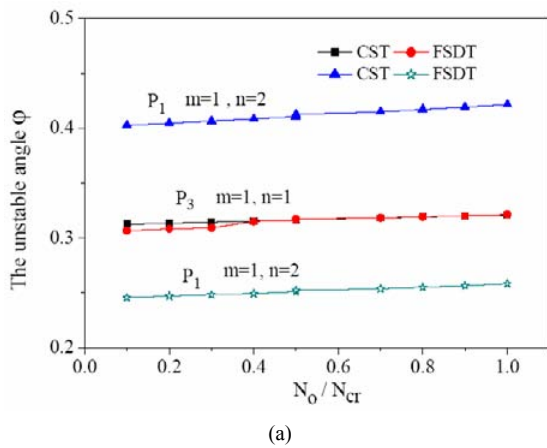 0.5
CST FSDT
CST FSDT
P1 m=1 , n=2
0.4
The unstable angle φ
P3 m=1, n=1
0.3
P1 m=1, n=2
0.2
0.0 0.2 0.4 0.6 0.8 1.0
No / Ncr
(a)